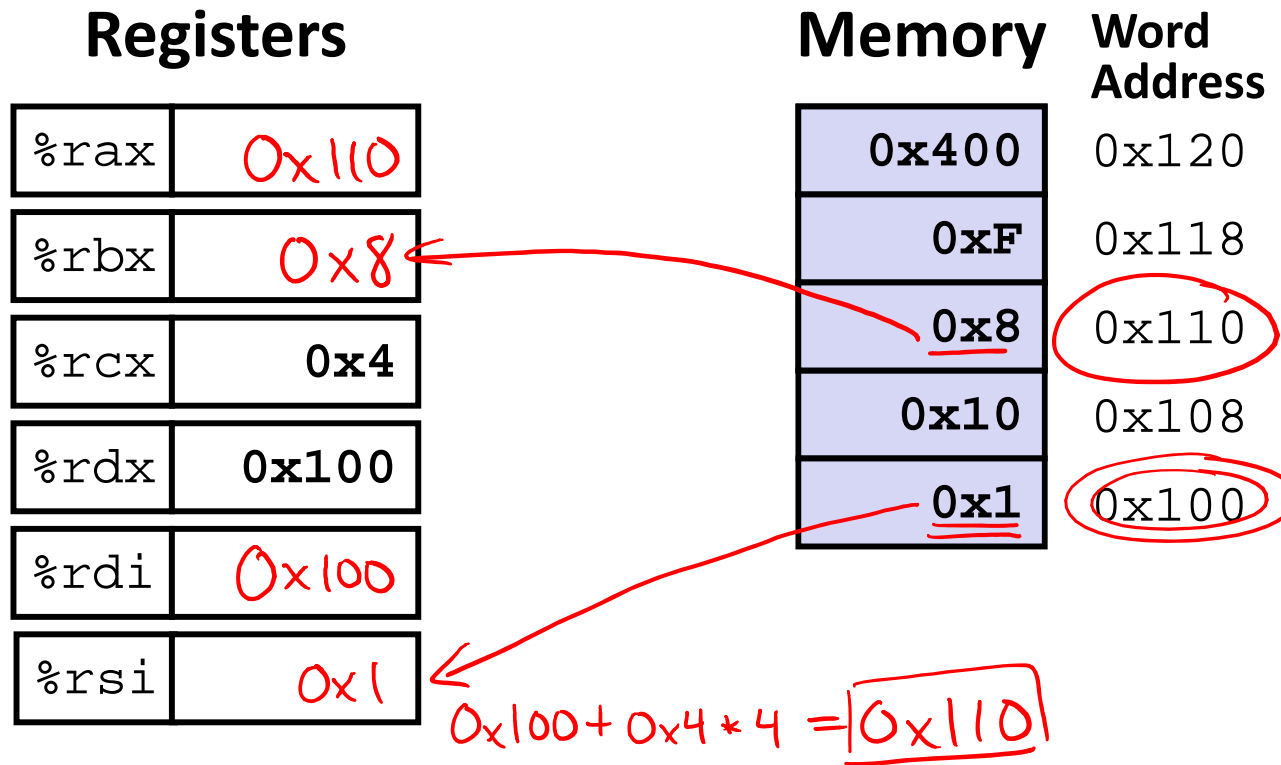 Registers
Memory
Word
Address
%rax 0x110
%rbx 0x8
%rcx 0x4
%rdx 0x100
%rdi 0x100
%rsi 0x1
0x400 0x120
0xF 0x118
0x8 0x110
0x10 0x108
0x1 0x100
0x100 + 0x4 * 4 = 0x110